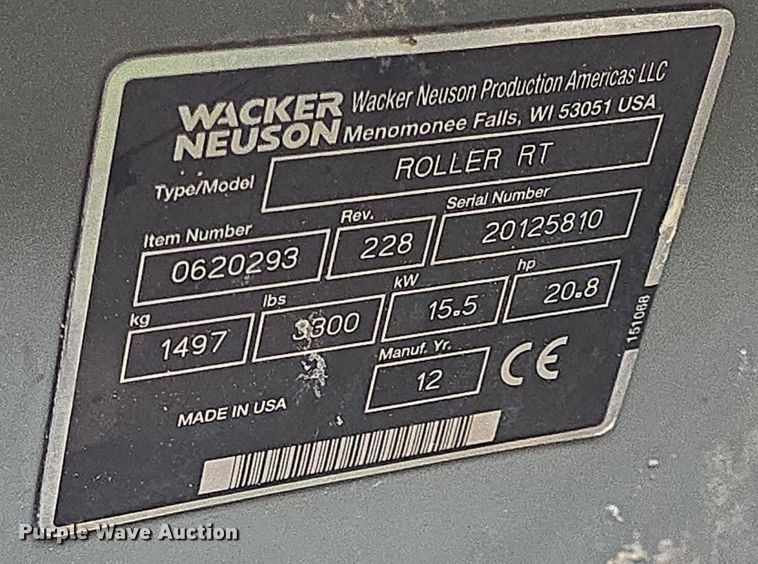 WACKER NEUSON
Wacker Neuson Production Americas LLC
Menomonee Falls, WI 53051 USA
Type/Model ROLLER RT
Item Number Rev. Serial Number
0620293 228 20125810
kg lbs kW hp
1497 3300 15.5 20.8
Manuf. Yr.
12 CE
MADE IN USA
151068
Purple Wave Auction